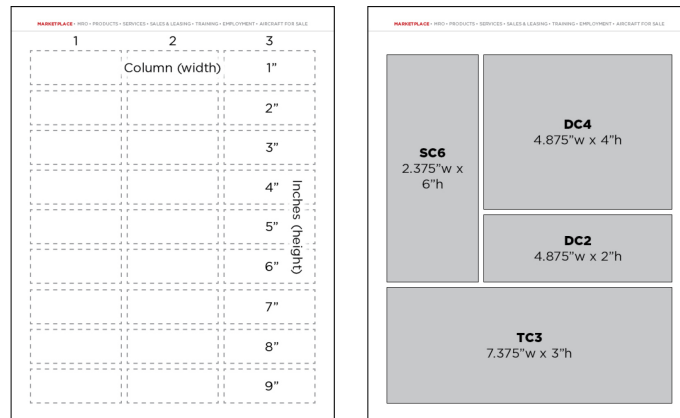 MARKETPLACE • MRO • PRODUCTS • SERVICES • SALES & LEASING • TRAINING • EMPLOYMENT • AIRCRAFT FOR SALE
1 2 3
Column (width) 1”
2”
3”
4”
5”
6”
7”
8”
9”
Inches (height)
MARKETPLACE • MRO • PRODUCTS • SERVICES • SALES & LEASING • TRAINING • EMPLOYMENT • AIRCRAFT FOR SALE
SC6
2.375”w x
6”h
DC4
4.875”w x 4”h
DC2
4.875”w x 2”h
TC3
7.375”w x 3”h